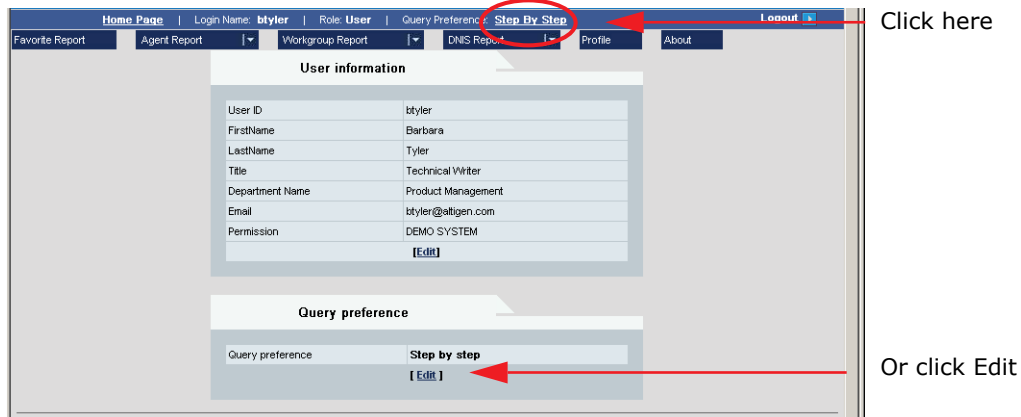 Home Page | Login Name: btyler | Role: User | Query Preference: Step By Step Logout
Click here
Favorite Report Agent Report Workgroup Report DNIS Report Profile About
User information
User ID btyler
FirstName Barbara
LastName Tyler
Title Technical Writer
Department Name Product Management
Email btyler@altigen.com
Permission DEMO SYSTEM
[Edit]
Query preference
Query preference Step by step
[ Edit ]
Or click Edit